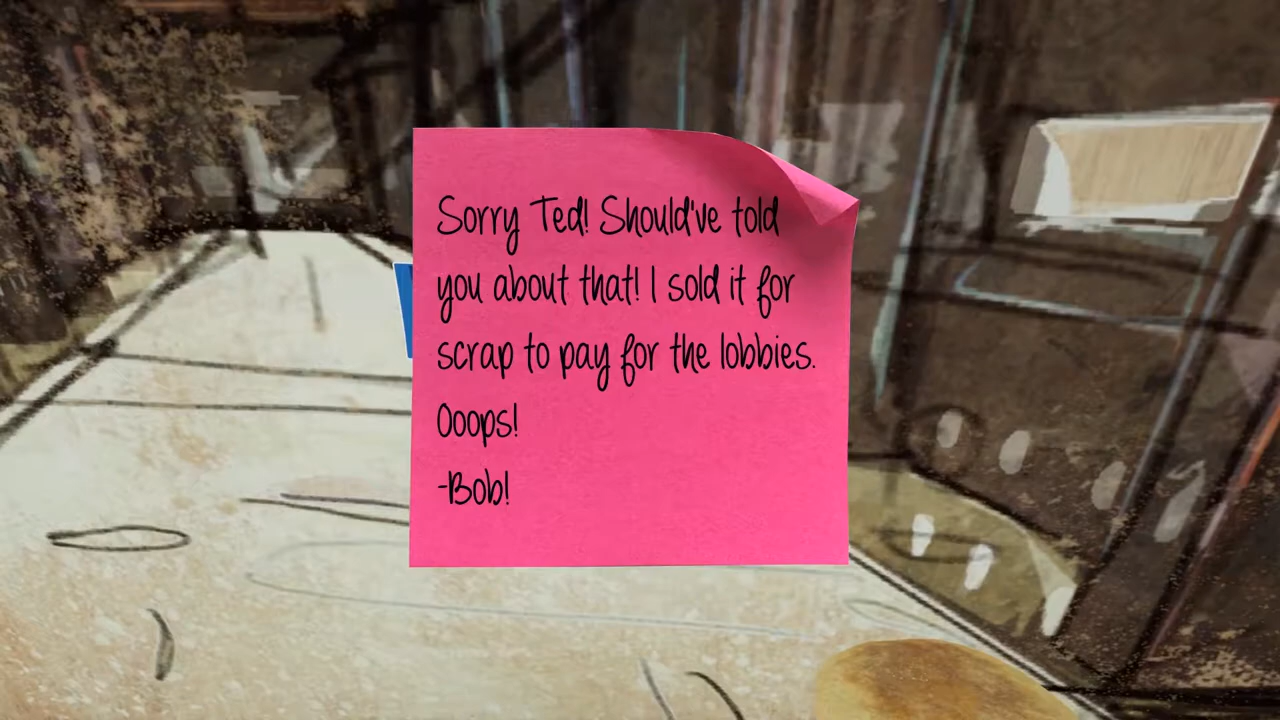 Sorry Ted! Should've told
you about that! I sold it for
scrap to pay for the lobbies.
Ooops!
-Bob!